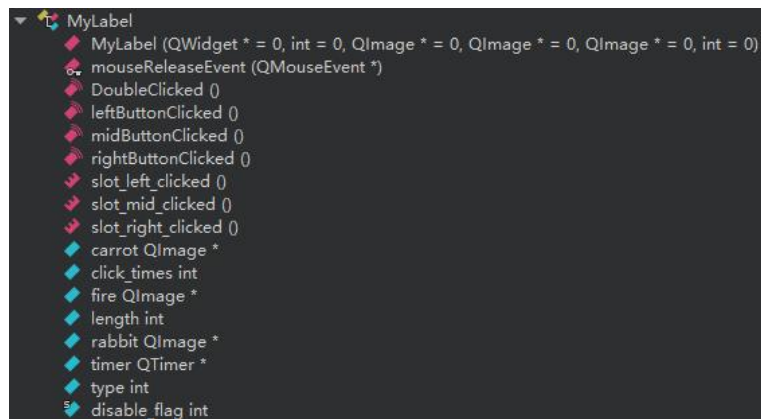 MyLabel
MyLabel (QWidget * = 0, int = 0, QImage * = 0, QImage * = 0, QImage * = 0, int = 0)
mouseReleaseEvent (QMouseEvent *)
DoubleClicked ()
leftButtonClicked ()
midButtonClicked ()
rightButtonClicked ()
slot_left_clicked ()
slot_mid_clicked ()
slot_right_clicked ()
carrot QImage *
click_times int
fire QImage *
length int
rabbit QImage *
timer QTimer *
type int
disable_flag int